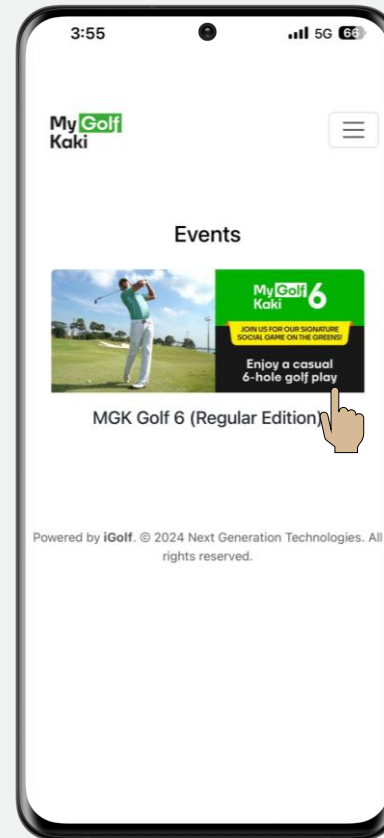 3:55
5G 66
My Golf
Kaki
Events
My Golf 6
Kaki
JOIN US FOR OUR SIGNATURE
SOCIAL GAME ON THE GREENS!
Enjoy a casual
6-hole golf play
MGK Golf 6 (Regular Edition)
Powered by iGolf. © 2024 Next Generation Technologies. All
rights reserved.